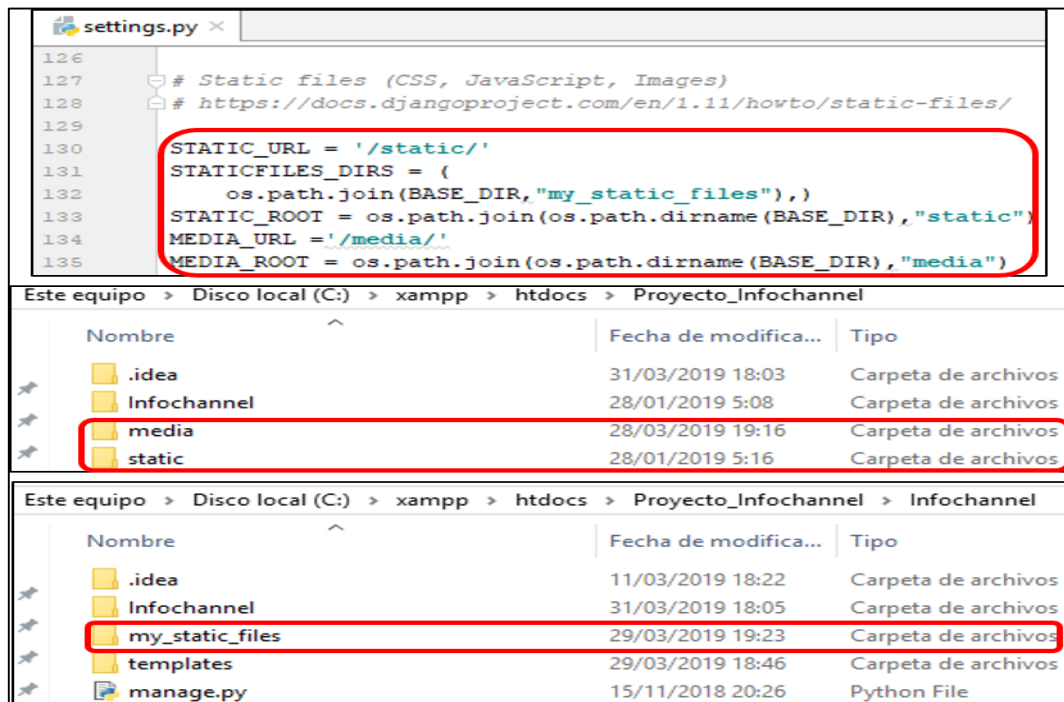 settings.py
126
127 # Static files (CSS, JavaScript, Images)
128 # https://docs.djangoproject.com/en/1.11/howto/static-files/
129
130 STATIC_URL = '/static/'
131 STATICFILES_DIRS = (
132 os.path.join(BASE_DIR,"my_static_files"),)
133 STATIC_ROOT = os.path.join(os.path.dirname(BASE_DIR),"static")
134 MEDIA_URL ='/media/'
135 MEDIA_ROOT = os.path.join(os.path.dirname(BASE_DIR),"media")
Este equipo > Disco local (C:) > xampp > htdocs > Proyecto_Infochannel
Nombre Fecha de modifica... Tipo
.idea 31/03/2019 18:03 Carpeta de archivos
Infochannel 28/01/2019 5:08 Carpeta de archivos
media 28/03/2019 19:16 Carpeta de archivos
static 28/01/2019 5:16 Carpeta de archivos
Este equipo > Disco local (C:) > xampp > htdocs > Proyecto_Infochannel > Infochannel
Nombre Fecha de modifica... Tipo
.idea 11/03/2019 18:22 Carpeta de archivos
Infochannel 31/03/2019 18:05 Carpeta de archivos
my_static_files 29/03/2019 19:23 Carpeta de archivos
templates 29/03/2019 18:46 Carpeta de archivos
manage.py 15/11/2018 20:26 Python File